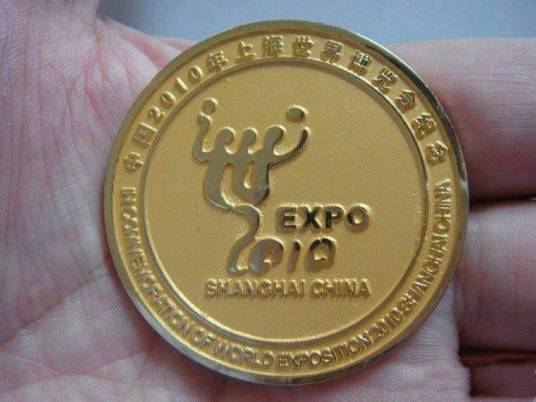 中国2010年上海世界博览会纪念
EXPO
2010
SHANGHAI CHINA
IN COMMEMORATION OF WORLD EXPOSITION 2010 SHANGHAI CHINA